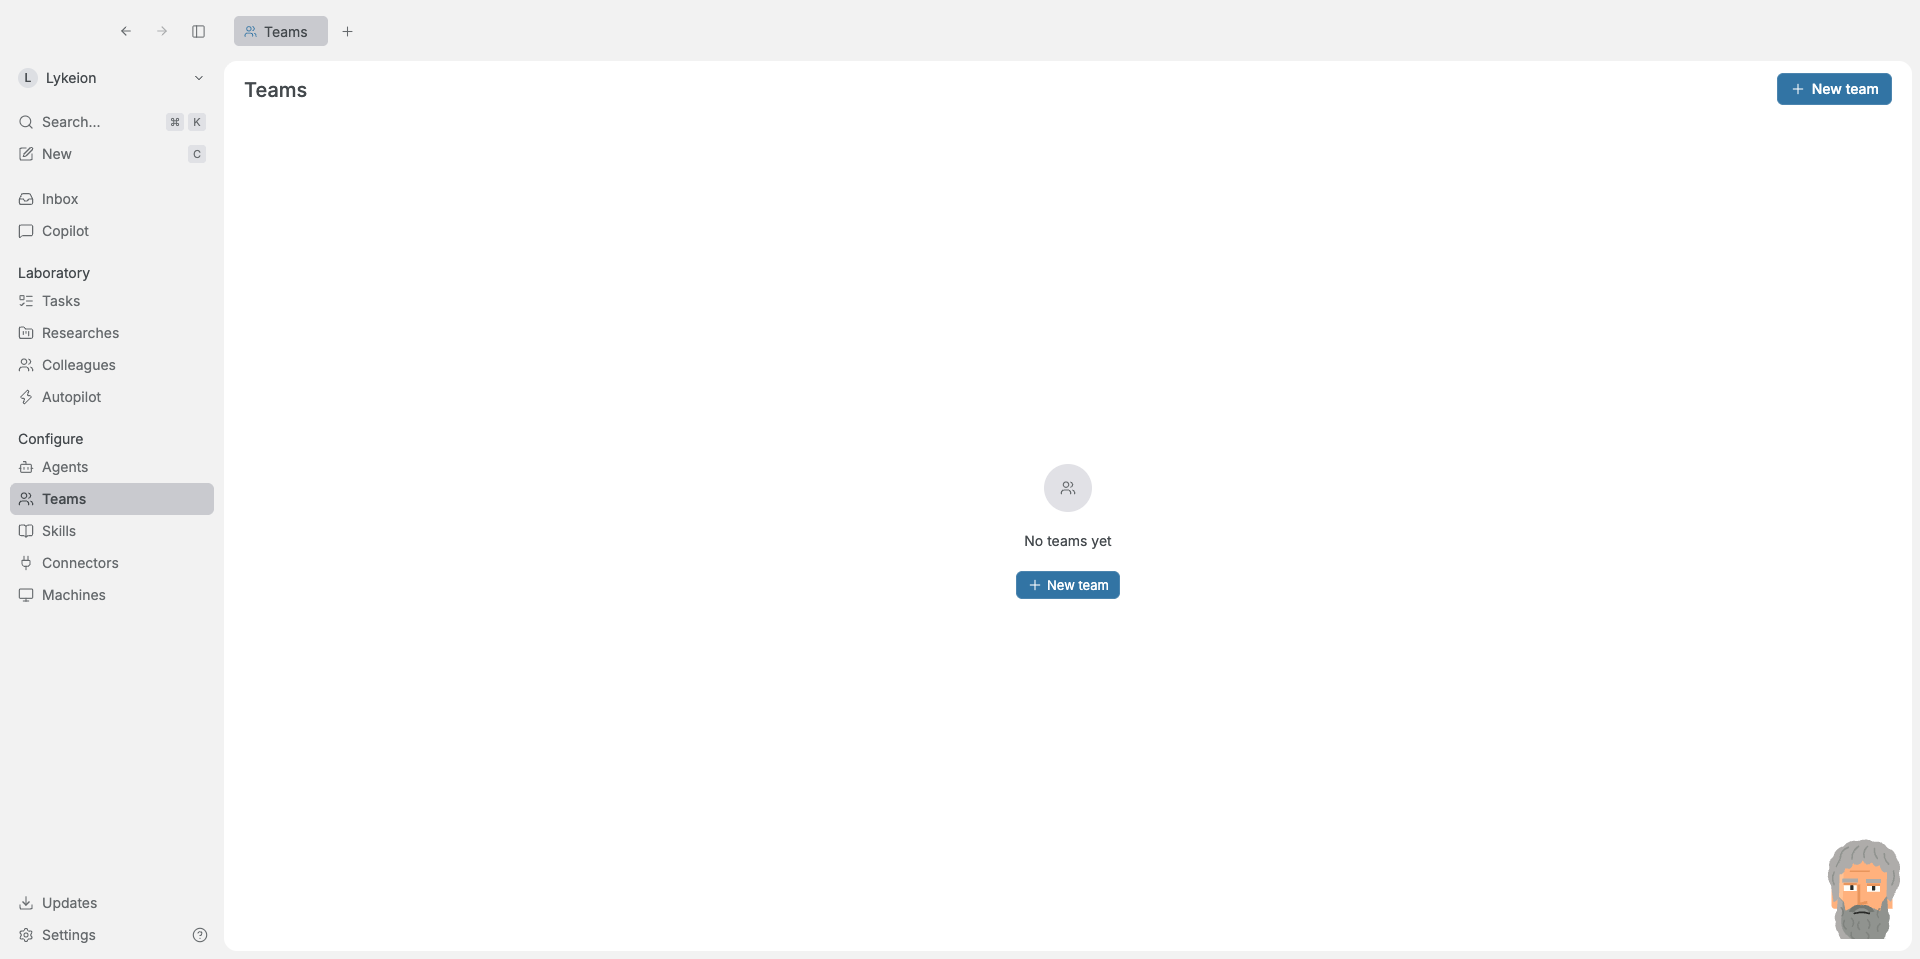 Teams
L Lykeion
Search... ⌘ K
New C
Inbox
Copilot
Laboratory
Tasks
Researches
Colleagues
Autopilot
Configure
Agents
Teams
Skills
Connectors
Machines
Updates
Settings
Teams
New team
No teams yet
New team